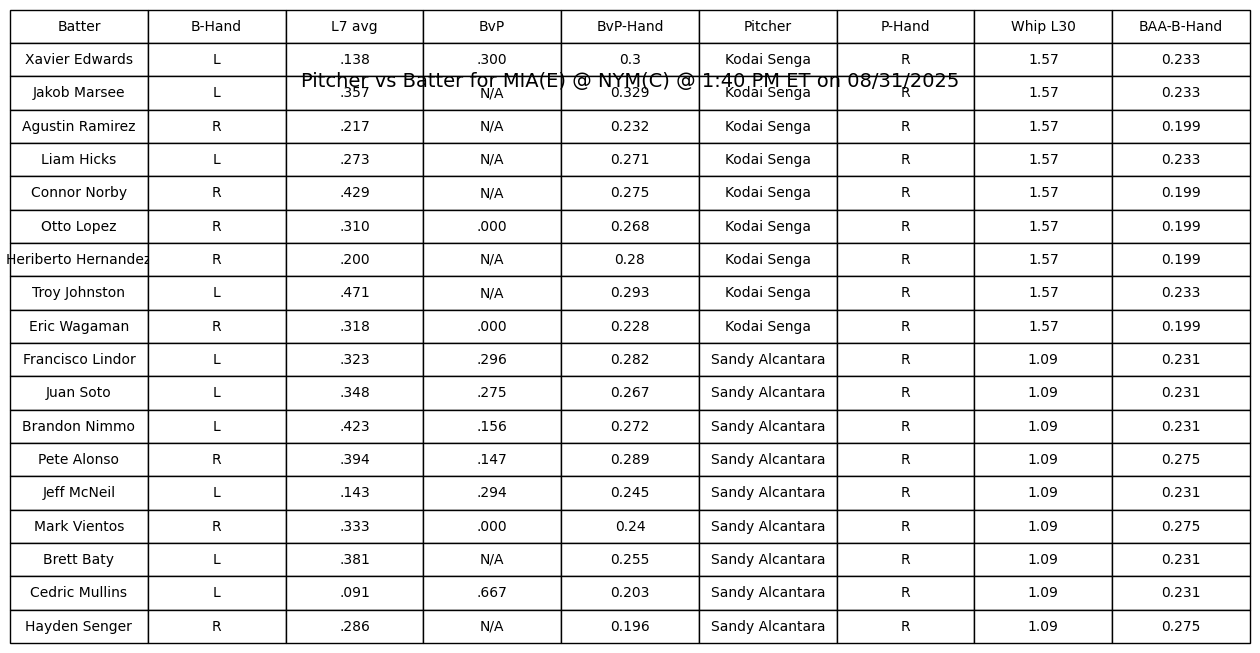 Batter B-Hand L7 avg BvP BvP-Hand Pitcher P-Hand Whip L30 BAA-B-Hand
Xavier Edwards L .138 .300 0.3 Kodai Senga R 1.57 0.233
Pitcher vs Batter for MIA(E) @ NYM(C) @ 1:40 PM ET on 08/31/2025
Jakob Marsee L .357 N/A 0.329 Kodai Senga R 1.57 0.233
Agustin Ramirez R .217 N/A 0.232 Kodai Senga R 1.57 0.199
Liam Hicks L .273 N/A 0.271 Kodai Senga R 1.57 0.233
Connor Norby R .429 N/A 0.275 Kodai Senga R 1.57 0.199
Otto Lopez R .310 .000 0.268 Kodai Senga R 1.57 0.199
Heriberto Hernandez R .200 N/A 0.28 Kodai Senga R 1.57 0.199
Troy Johnston L .471 N/A 0.293 Kodai Senga R 1.57 0.233
Eric Wagaman R .318 .000 0.228 Kodai Senga R 1.57 0.199
Francisco Lindor L .323 .296 0.282 Sandy Alcantara R 1.09 0.231
Juan Soto L .348 .275 0.267 Sandy Alcantara R 1.09 0.231
Brandon Nimmo L .423 .156 0.272 Sandy Alcantara R 1.09 0.231
Pete Alonso R .394 .147 0.289 Sandy Alcantara R 1.09 0.275
Jeff McNeil L .143 .294 0.245 Sandy Alcantara R 1.09 0.231
Mark Vientos R .333 .000 0.24 Sandy Alcantara R 1.09 0.275
Brett Baty L .381 N/A 0.255 Sandy Alcantara R 1.09 0.231
Cedric Mullins L .091 .667 0.203 Sandy Alcantara R 1.09 0.231
Hayden Senger R .286 N/A 0.196 Sandy Alcantara R 1.09 0.275